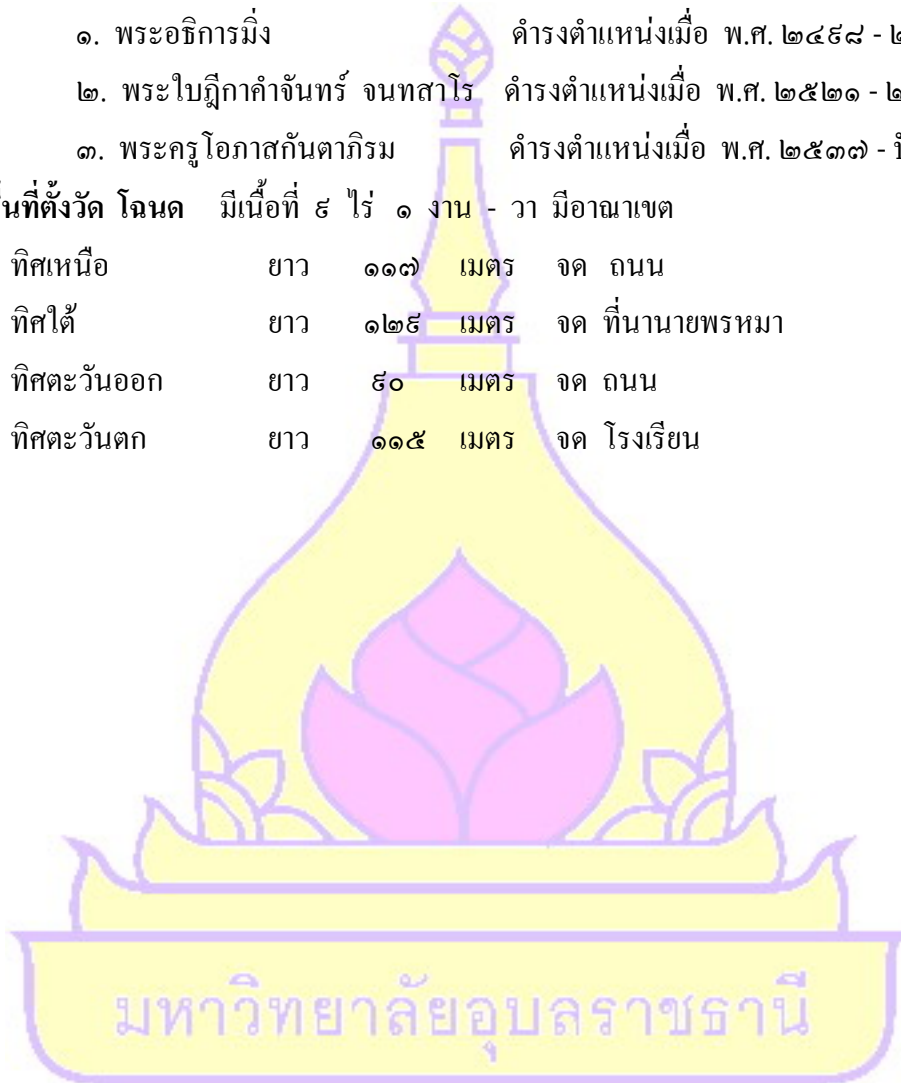 ๑. พระอธิการมิ่ง ดำรงตำแหน่งเมื่อ พ.ศ. ๒๔๙๘ -
๒. พระใบฎีกาคำจันทร์ จนทสาโร ดำรงตำแหน่งเมื่อ พ.ศ. ๒๕๒๑ -
๓. พระครูโอภาสกันตาภิรม ดำรงตำแหน่งเมื่อ พ.ศ. ๒๕๓๗ -
ที่ตั้งวัด โฉนด มีเนื้อที่ ๙ ไร่ ๑ งาน - วา มีอาณาเขต
ทิศเหนือ ยาว ๑๑๗ เมตร จด ถนน
ทิศใต้ ยาว ๑๒๙ เมตร จด ที่นานายพรหมา
ทิศตะวันออก ยาว ๙๐ เมตร จด ถนน
ทิศตะวันตก ยาว ๑๑๕ เมตร จด โรงเรียน
มหาวิทยาลัยอุบลราชธานี